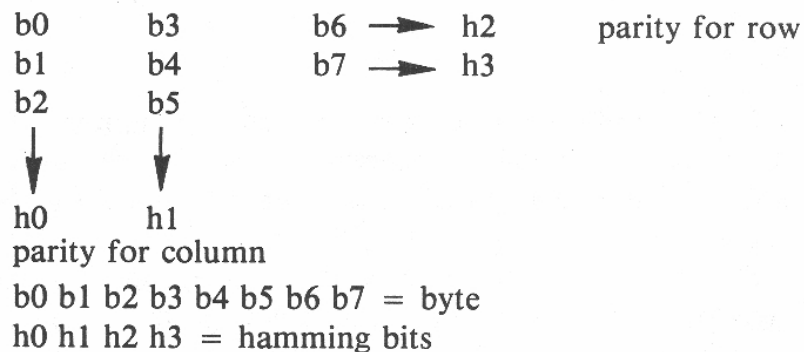 b0 b3 b6 h2 parity for row
b1 b4 b7 h3
b2 b5
h0 h1
parity for column
b0 b1 b2 b3 b4 b5 b6 b7 = byte
h0 h1 h2 h3 = hamming bits